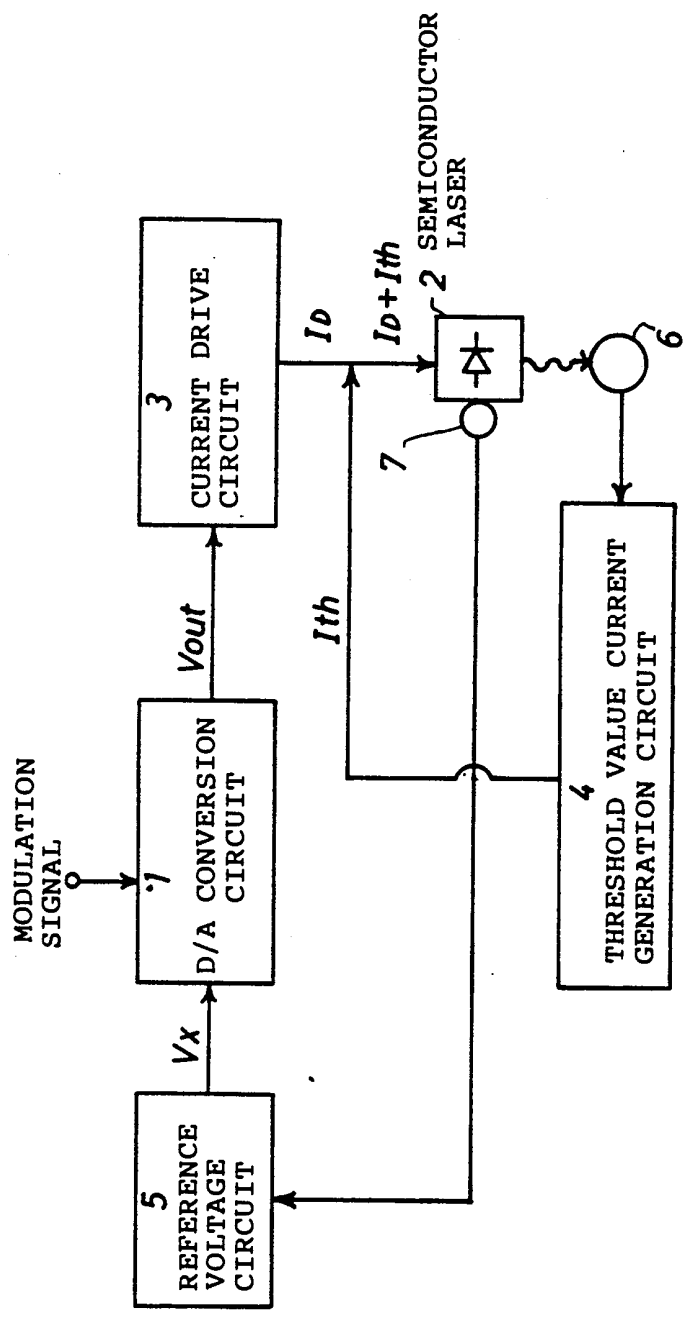 MODULATION
SIGNAL
5
REFERENCE
VOLTAGE
CIRCUIT
Vx
1
D/A CONVERSION
CIRCUIT
Vout
3
CURRENT DRIVE
CIRCUIT
ID
Ith
ID+Ith
7
2 SEMICONDUCTOR
LASER
4
THRESHOLD VALUE CURRENT
GENERATION CIRCUIT
6